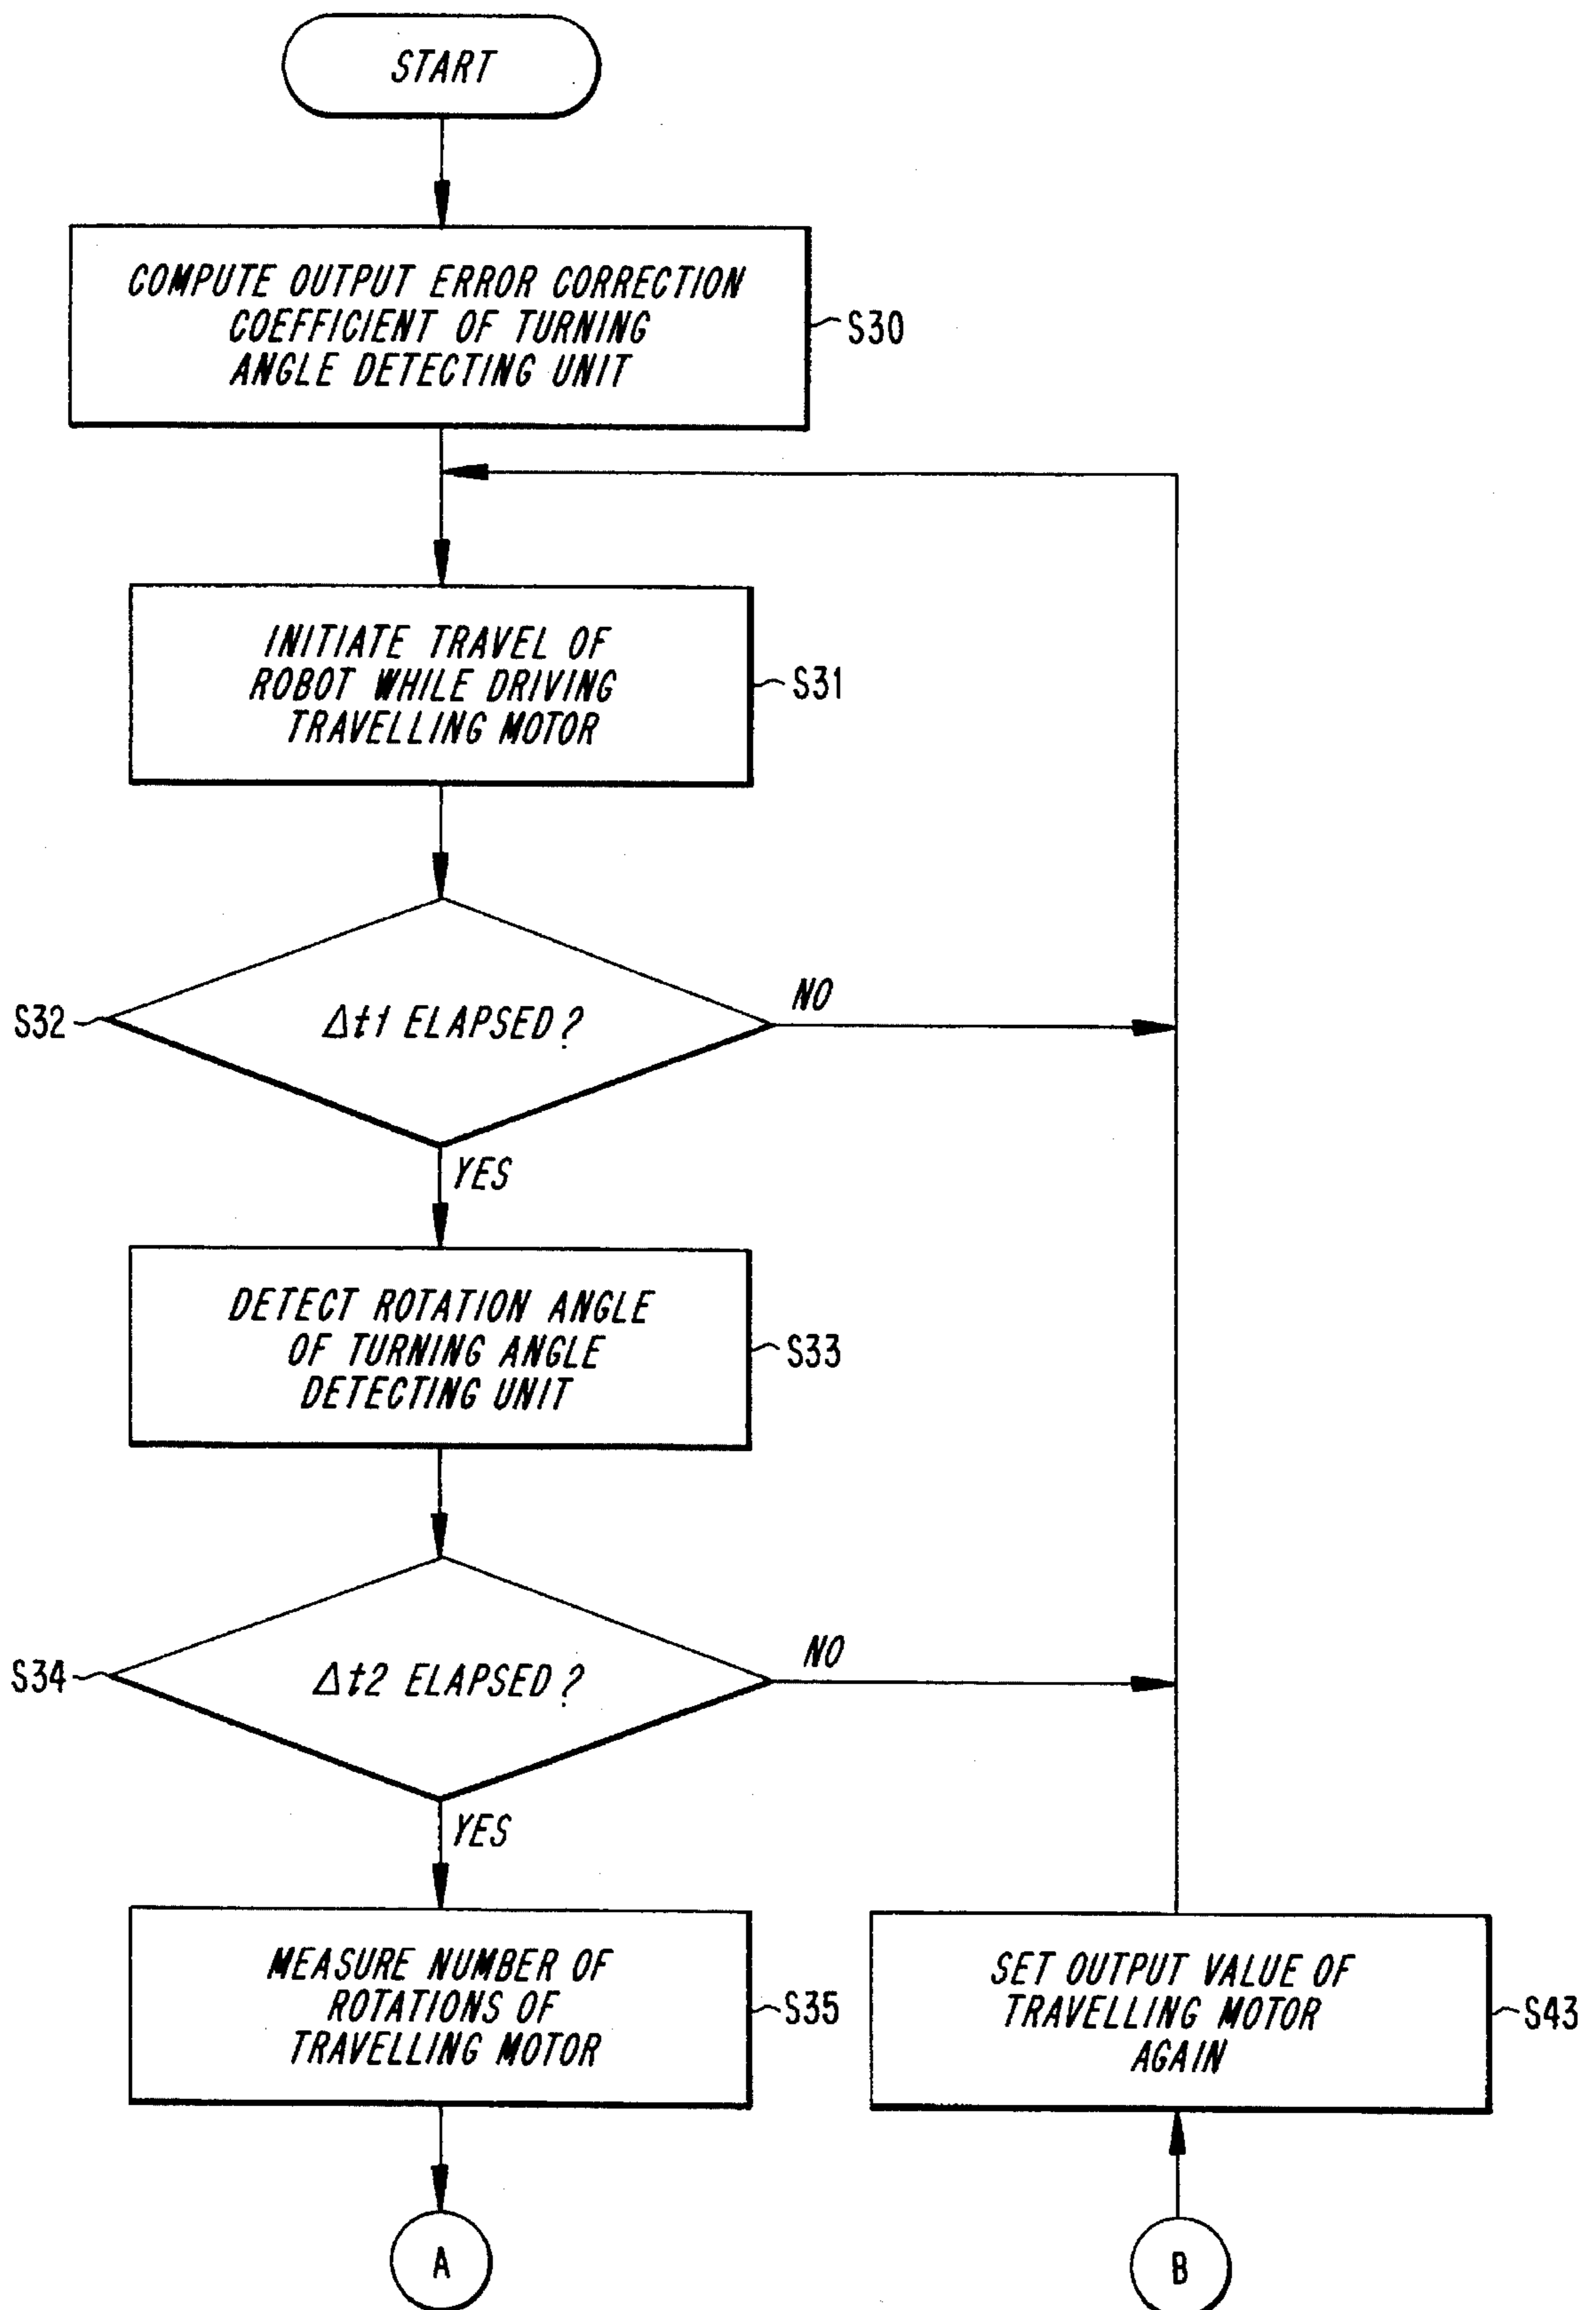 START
COMPUTE OUTPUT ERROR CORRECTION
COEFFICIENT OF TURNING
ANGLE DETECTING UNIT
S30
INITIATE TRAVEL OF
ROBOT WHILE DRIVING
TRAVELLING MOTOR
S31
S32
Δt1 ELAPSED?
NO
YES
DETECT ROTATION ANGLE
OF TURNING ANGLE
DETECTING UNIT
S33
S34
Δt2 ELAPSED?
NO
YES
MEASURE NUMBER OF
ROTATIONS OF
TRAVELLING MOTOR
S35
SET OUTPUT VALUE OF
TRAVELLING MOTOR
AGAIN
S43
A
B